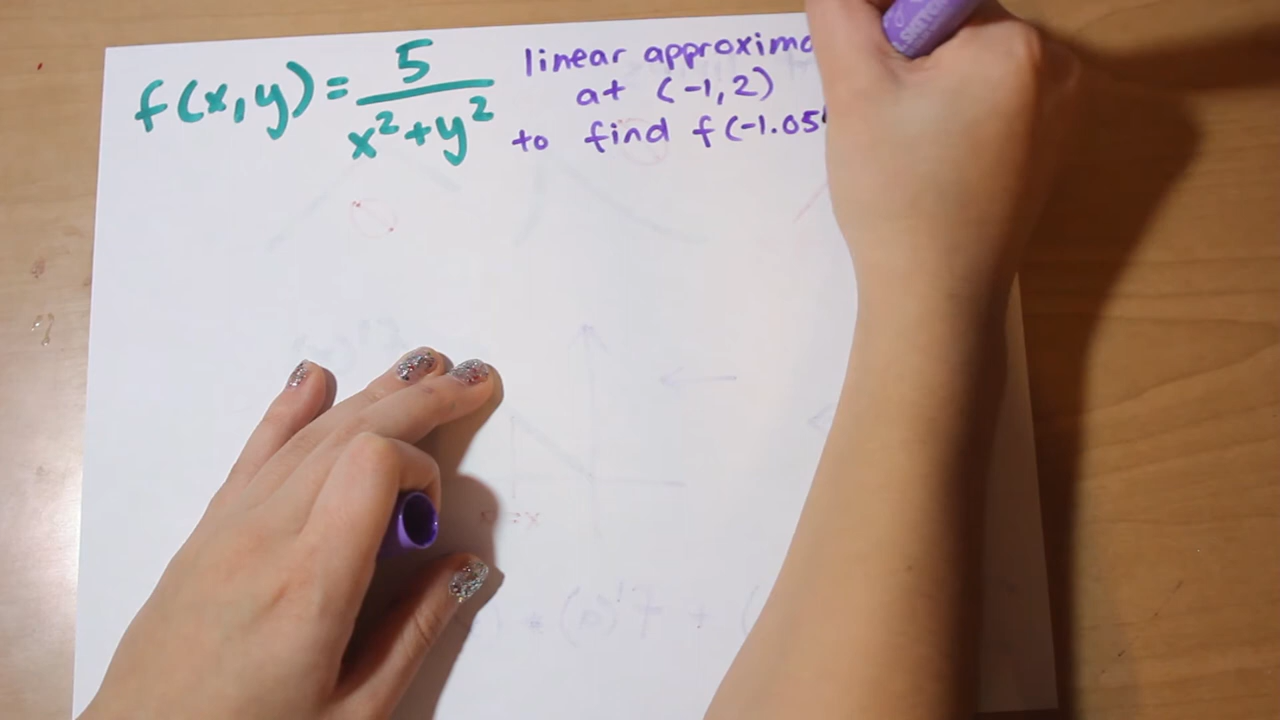 f(x,y) = 5/(x²+y²)
linear approxima
at (-1,2)
to find f(-1.05